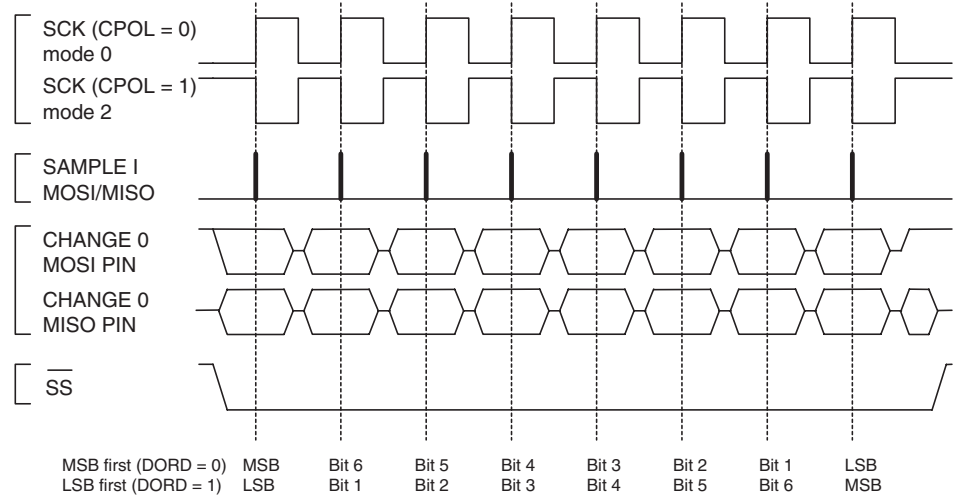 SCK (CPOL = 0)
mode 0
SCK (CPOL = 1)
mode 2
SAMPLE I
MOSI/MISO
CHANGE 0
MOSI PIN
CHANGE 0
MISO PIN
SS
MSB first (DORD = 0) MSB Bit 6 Bit 5 Bit 4 Bit 3 Bit 2 Bit 1 LSB
LSB first (DORD = 1) LSB Bit 1 Bit 2 Bit 3 Bit 4 Bit 5 Bit 6 MSB